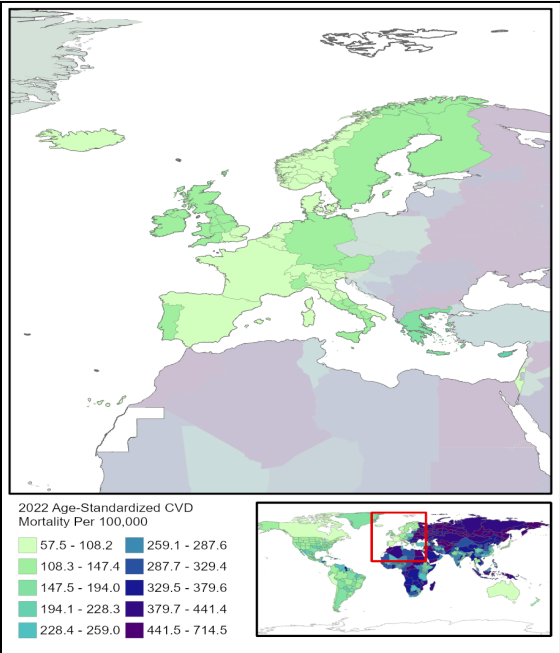 2022 Age-Standardized CVD
Mortality Per 100,000
57.5 - 108.2
108.3 - 147.4
147.5 - 194.0
194.1 - 228.3
228.4 - 259.0
259.1 - 287.6
287.7 - 329.4
329.5 - 379.6
379.7 - 441.4
441.5 - 714.5